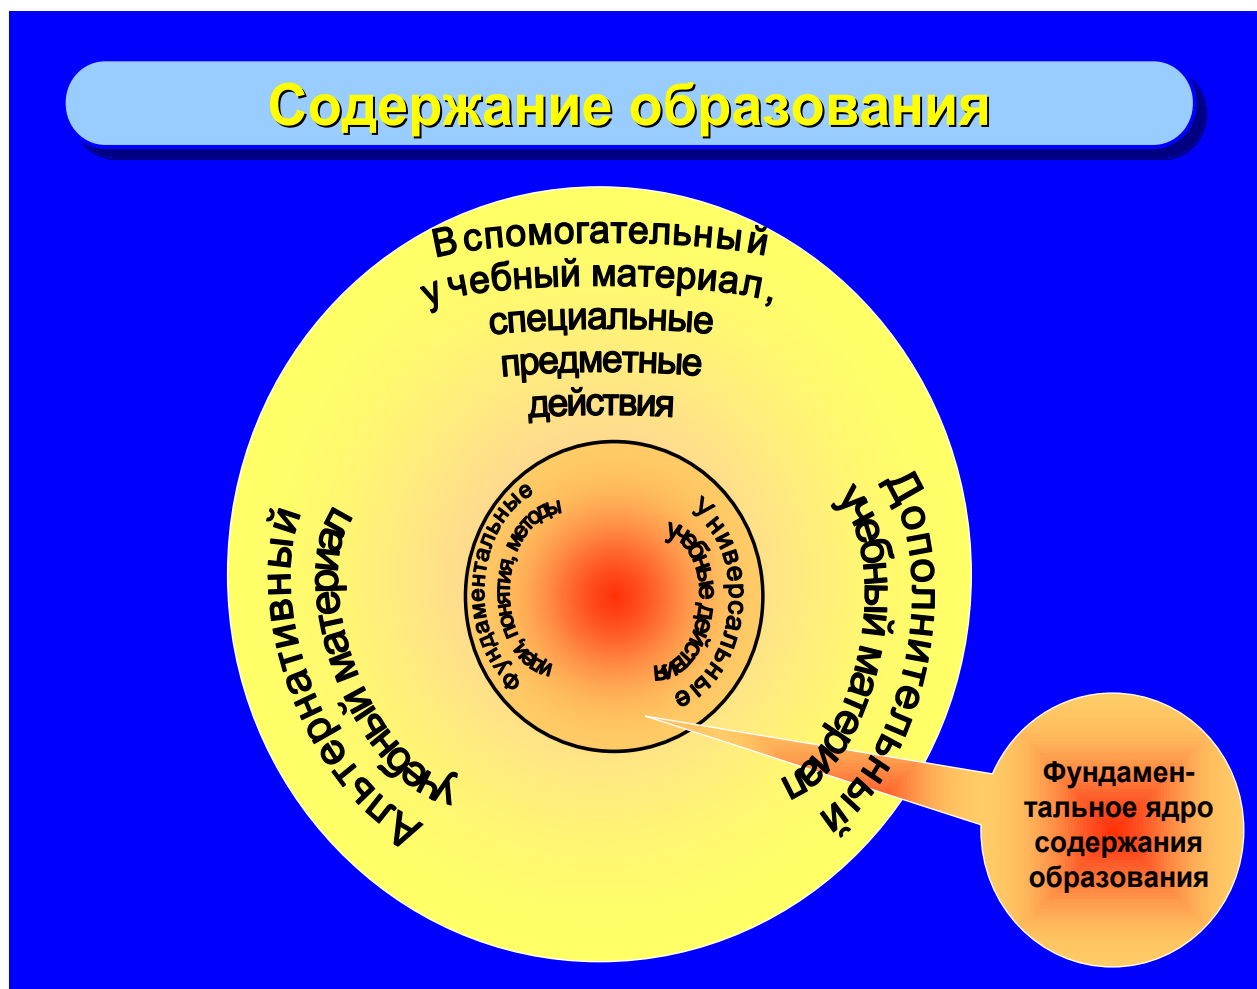 Содержание образования
Вспомогательный
учебный материал,
специальные
предметные
действия
Альтернативный
учебный материал
Фундаментальные
идеи, понятия, методы
Универсальные
учебные действия
Дополнительный
учебный материал
Фундамен-
тальное ядро
содержания
образования